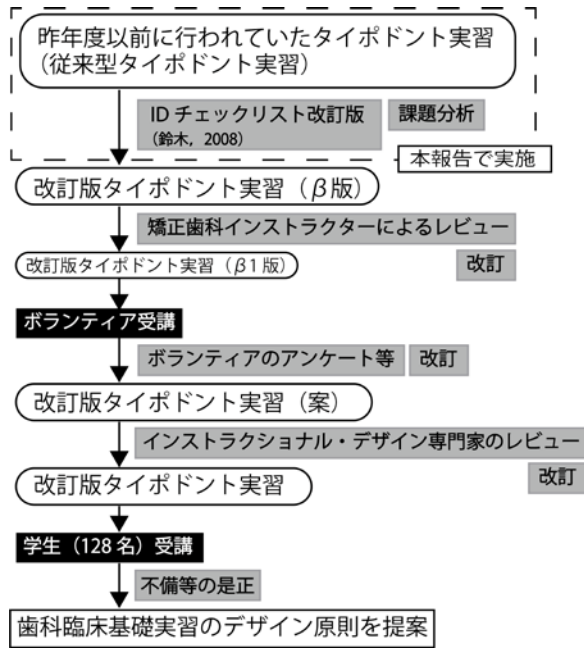 昨年度以前に行われていたタイポドント実習
(従来型タイポドント実習)
ID チェックリスト改訂版
(鈴木, 2008)
課題分析
本報告で実施
改訂版タイポドント実習(β版)
矯正歯科インストラクターによるレビュー
改訂版タイポドント実習(β1版)
改訂
ボランティア受講
ボランティアのアンケート等
改訂
改訂版タイポドント実習(案)
インストラクショナル・デザイン専門家のレビュー
改訂版タイポドント実習
改訂
学生(128名)受講
不備等の是正
歯科臨床基礎実習のデザイン原則を提案